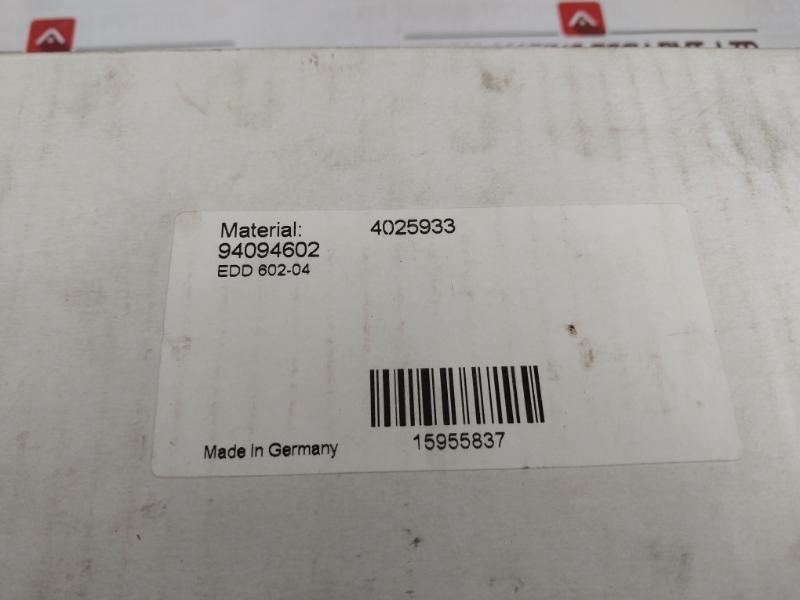 Material: 4025933
94094602
EDD 602-04
15955837
Made in Germany